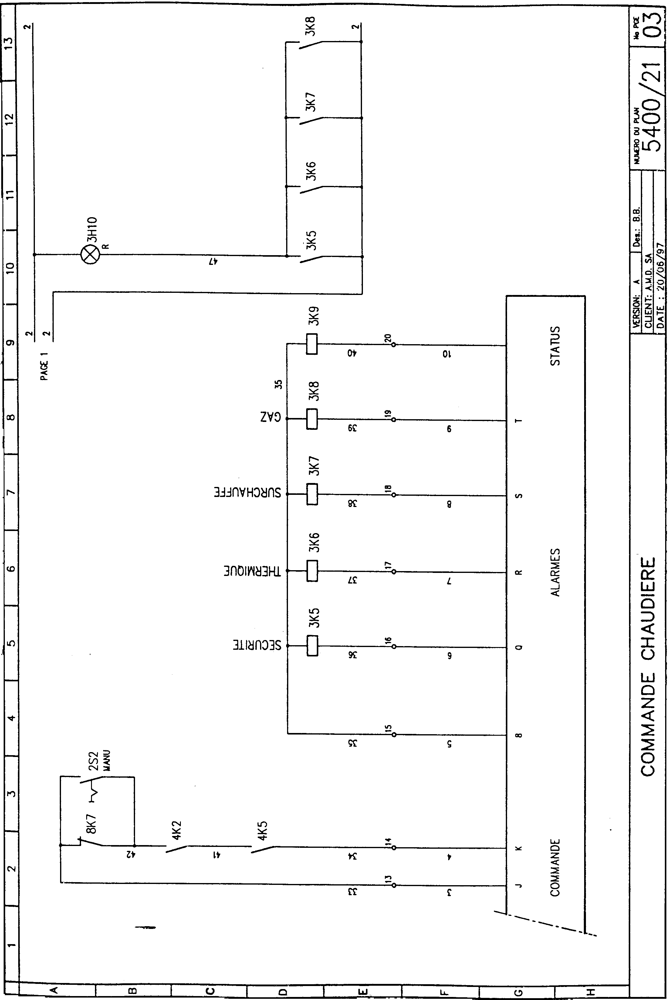 1 2 3 4 5 6 7 8 9 10 11 12 13
A
B
C
D
E
F
G
H
2 2
PAGE 1 2
3H10
R
8K7
2S2
MANU
42
4K2
41
4K5
47
SECURITE
THERMIQUE
SURCHAUFFE
GAZ
35
3K5 3K6 3K7 3K8 3K9
3K5 3K6 3K7 3K8
2
33 34 35 36 37 38 39 40
13 14 15 16 17 18 19 20
3 4 5 6 7 8 9 10
J K 8 Q R S T
COMMANDE ALARMES STATUS
COMMANDE CHAUDIERE
VERSION: A Des.: B.B.
CLIENT: A.M.D. SA
DATE : 20/06/97
NUMERO DU PLAN
5400/21
No PGE
03